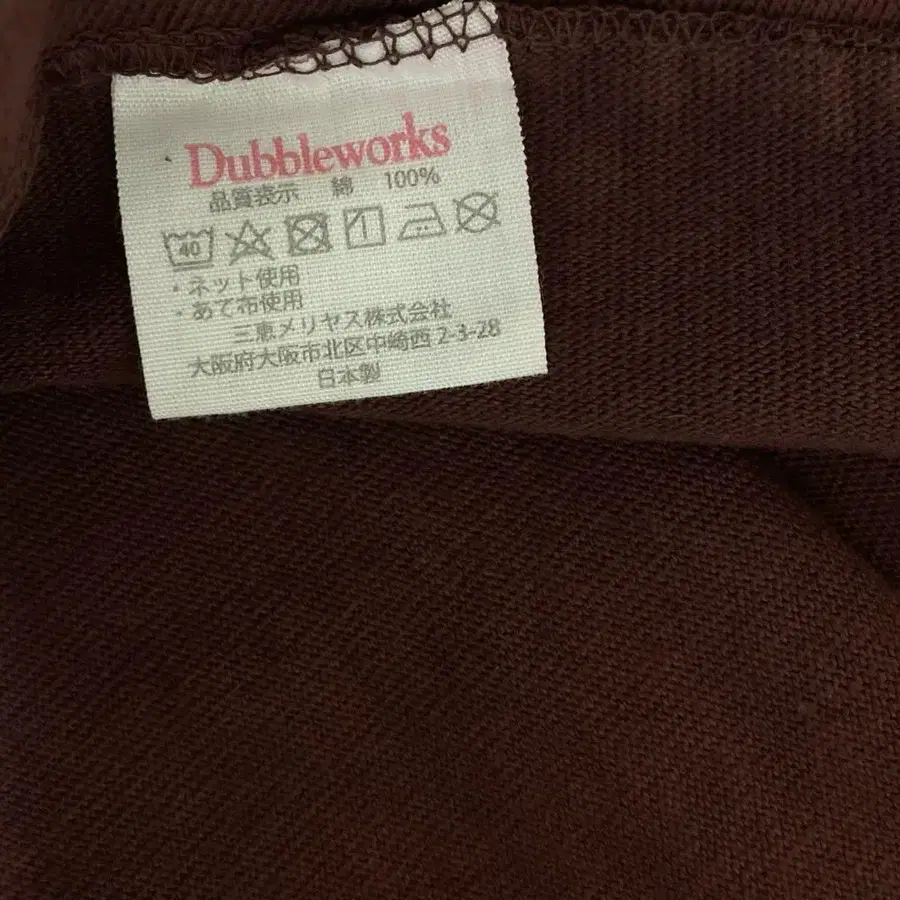 Dubbleworks
品質表示 綿 100%
40
・ネット使用
・あて布使用
三恵メリヤス株式会社
大阪府大阪市北区中崎西 2-3-28
日本製